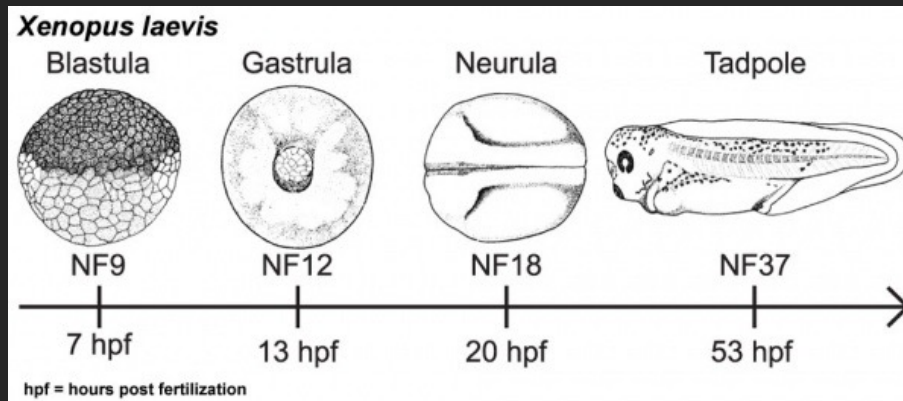 Xenopus laevis
Blastula Gastrula Neurula Tadpole
NF9 NF12 NF18 NF37
7 hpf 13 hpf 20 hpf 53 hpf
hpf = hours post fertilization